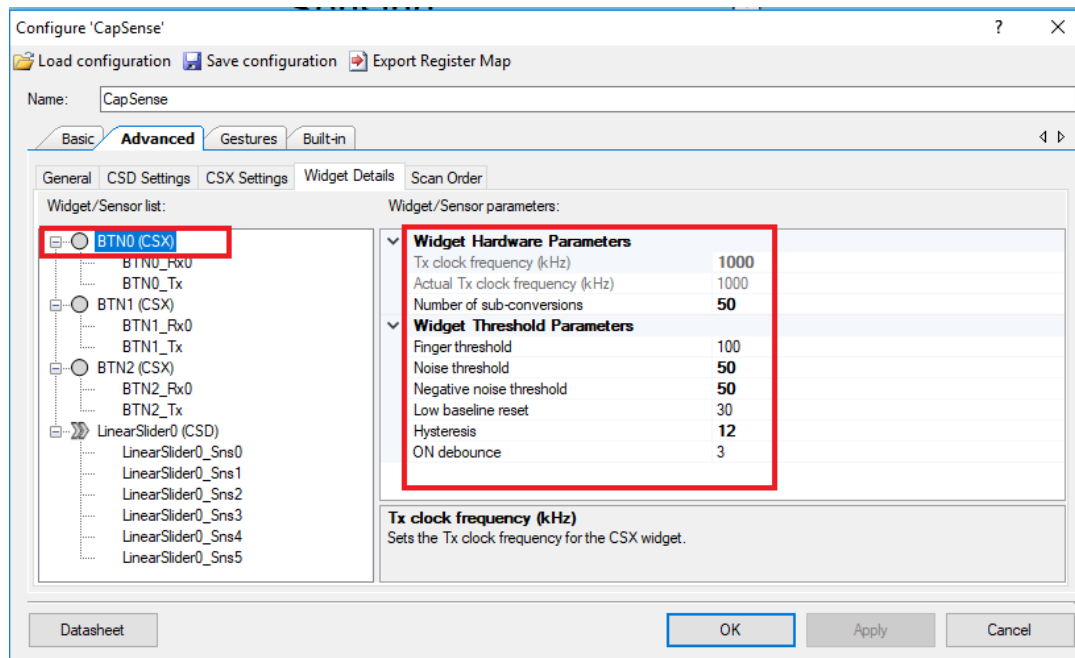 Configure 'CapSense'
? ×
Load configuration Save configuration Export Register Map
Name: CapSense
Basic Advanced Gestures Built-in
General CSD Settings CSX Settings Widget Details Scan Order
Widget/Sensor list:
BTN0 (CSX)
BTN0_Rx0
BTN0_Tx
BTN1 (CSX)
BTN1_Rx0
BTN1_Tx
BTN2 (CSX)
BTN2_Rx0
BTN2_Tx
LinearSlider0 (CSD)
LinearSlider0_Sns0
LinearSlider0_Sns1
LinearSlider0_Sns2
LinearSlider0_Sns3
LinearSlider0_Sns4
LinearSlider0_Sns5
Widget/Sensor parameters:
Widget Hardware Parameters
Tx clock frequency (kHz) 1000
Actual Tx clock frequency (kHz) 1000
Number of sub-conversions 50
Widget Threshold Parameters
Finger threshold 100
Noise threshold 50
Negative noise threshold 50
Low baseline reset 30
Hysteresis 12
ON debounce 3
Tx clock frequency (kHz)
Sets the Tx clock frequency for the CSX widget.
Datasheet OK Apply Cancel